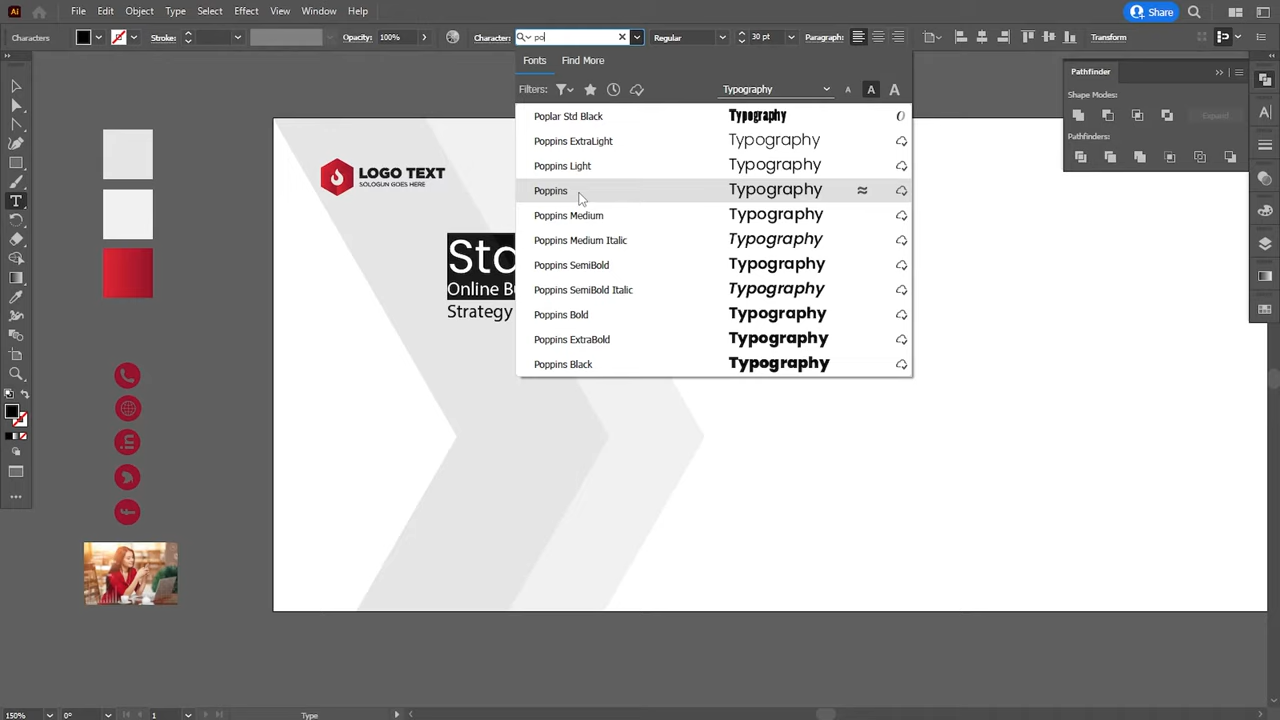 Ai File Edit Object Type Select Effect View Window Help Share
Characters Stroke: Opacity: 100% Character: po Regular 30 pt Paragraph: Transform
Fonts Find More
Filters: Typography A A A
Pathfinder
Shape Modes:
Expand
Pathfinders:
Poplar Std Black Typography
Poppins ExtraLight Typography
Poppins Light Typography
Poppins Typography
Poppins Medium Typography
Poppins Medium Italic Typography
Poppins SemiBold Typography
Poppins SemiBold Italic Typography
Poppins Bold Typography
Poppins ExtraBold Typography
Poppins Black Typography
LOGO TEXT
SOLOGUN GOES HERE
Online
Strategy
150% 0° 1 Type